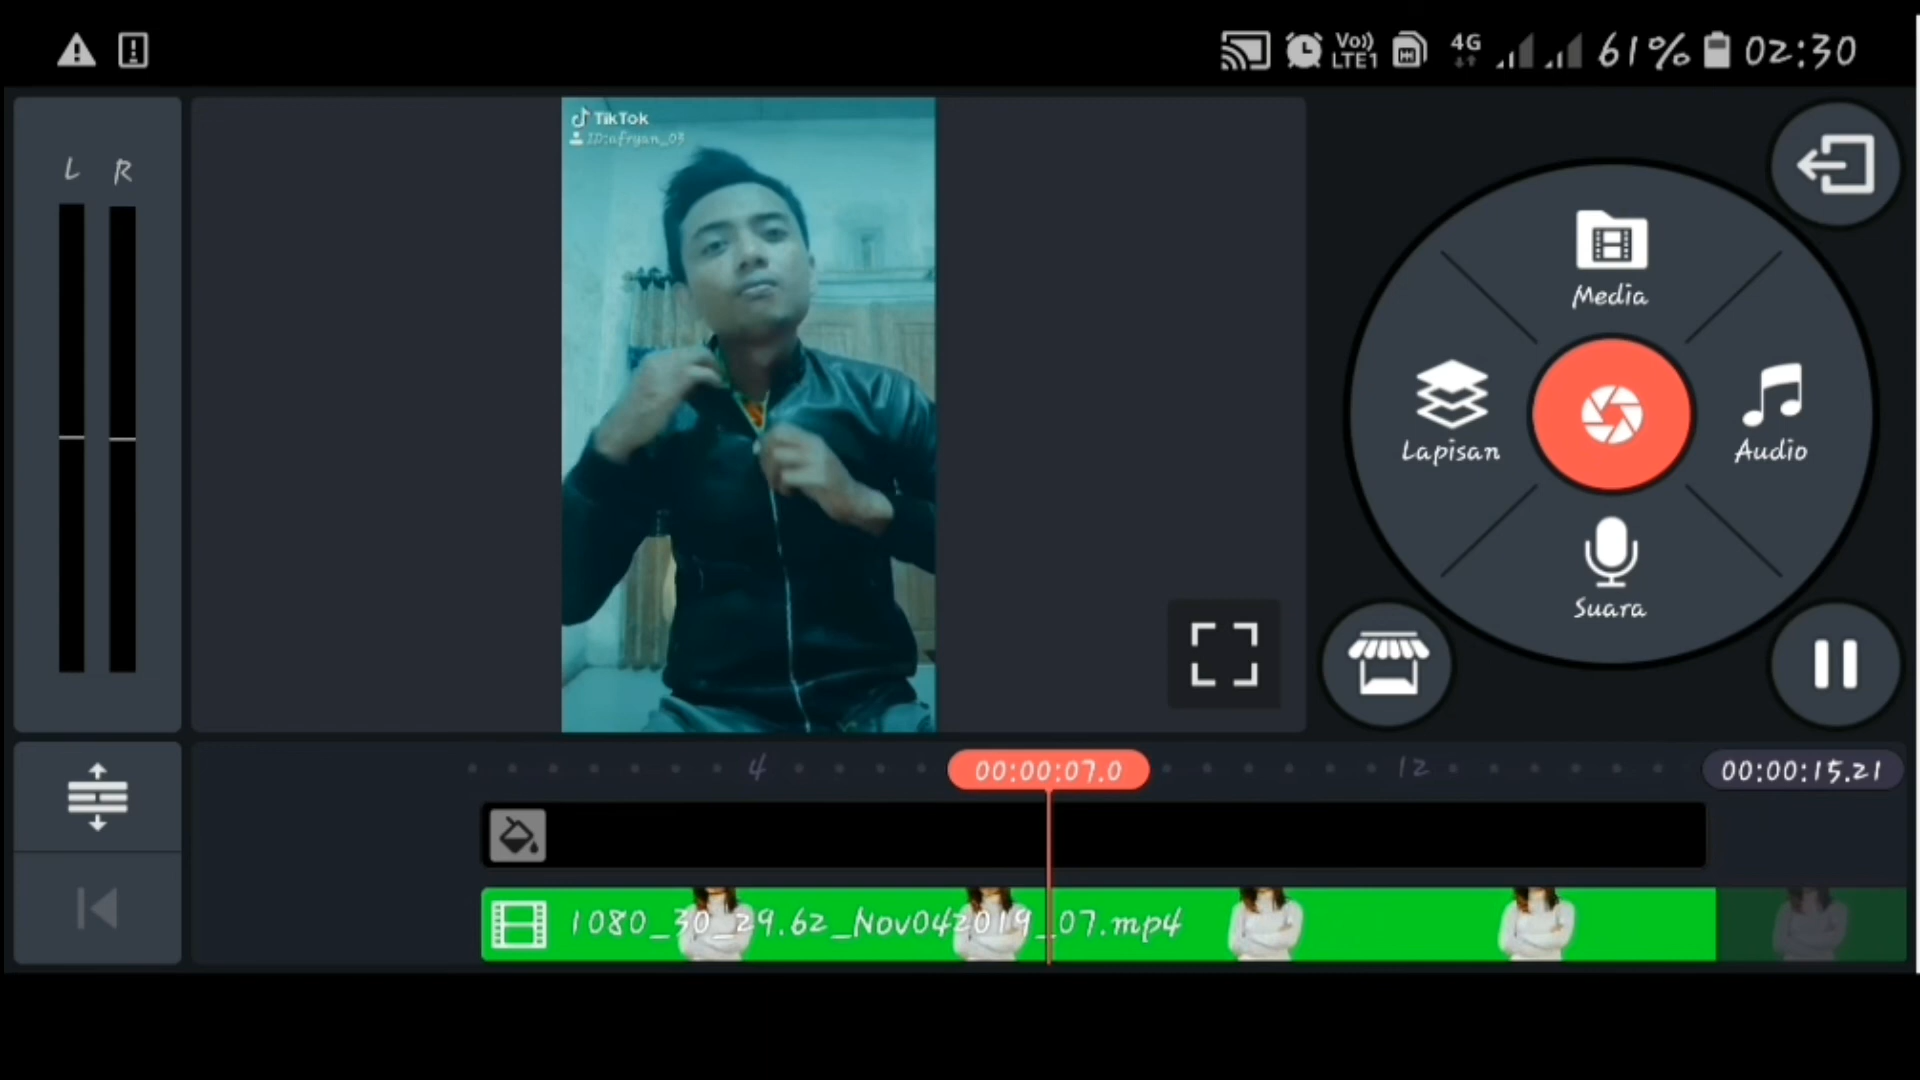 Vo)) LTE1 4G 61% 02:30
L R
TikTok
ID:afryan_03
Media
Lapisan
Audio
Suara
4 00:00:07.0 12 00:00:15.21
1080_30_29.62_Nov042019_07.mp4